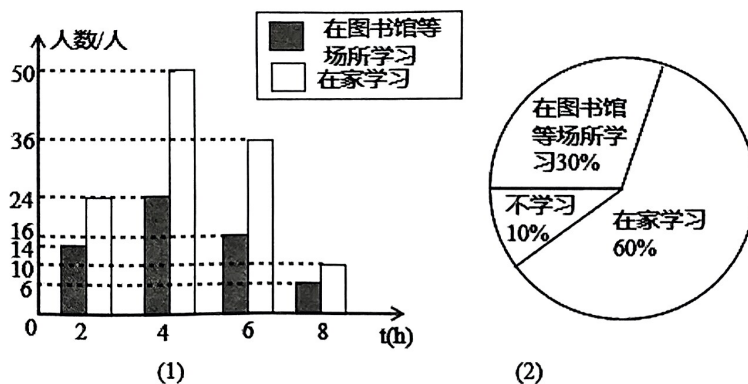 人数/人
50
36
24
16
14
10
6
0
2
4
6
8
t(h)
在图书馆等
场所学习
在家学习
(1)
在图书馆
等场所学
习30%
不学习
10%
在家学习
60%
(2)